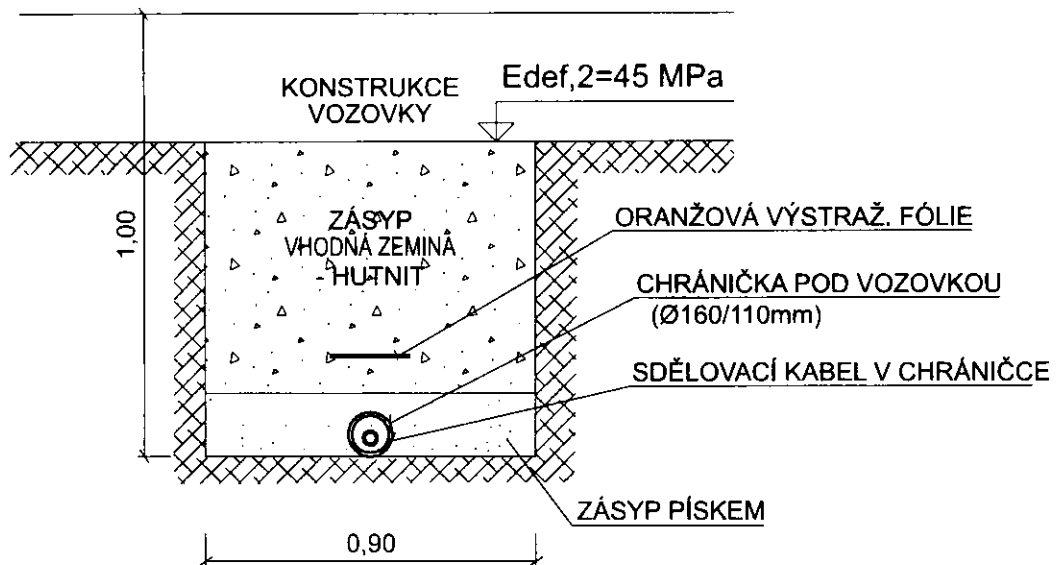 KONSTRUKCE
VOZOVKY
Edef,2=45 MPa
1,00
ZÁSYP
VHODNÁ ZEMINA
- HUTNIT
ORANŽOVÁ VÝSTRAŽ. FÓLIE
CHRÁNIČKA POD VOZOVKOU
(Ø160/110mm)
SDĚLOVACÍ KABEL V CHRÁNIČCE
ZÁSYP PÍSKEM
0,90